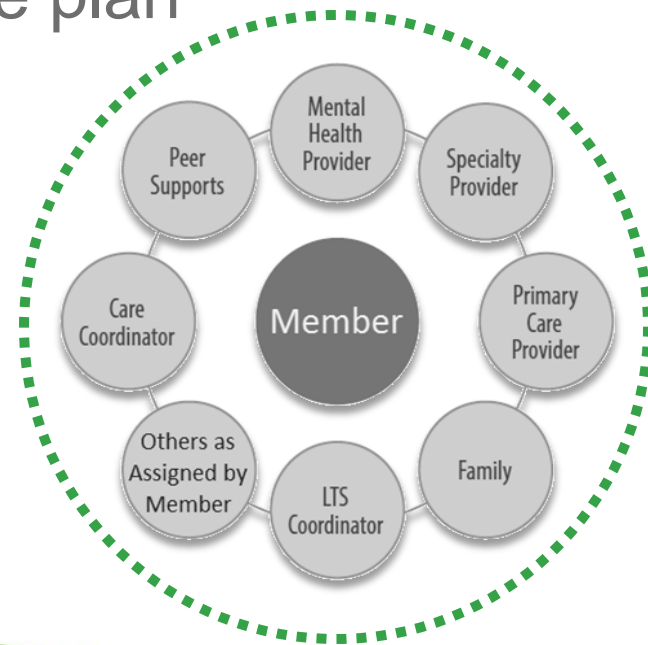 e plan
Mental
Health
Provider
Peer
Supports
Specialty
Provider
Care
Coordinator
Member
Primary
Care
Provider
Others as
Assigned by
Member
LTS
Coordinator
Family